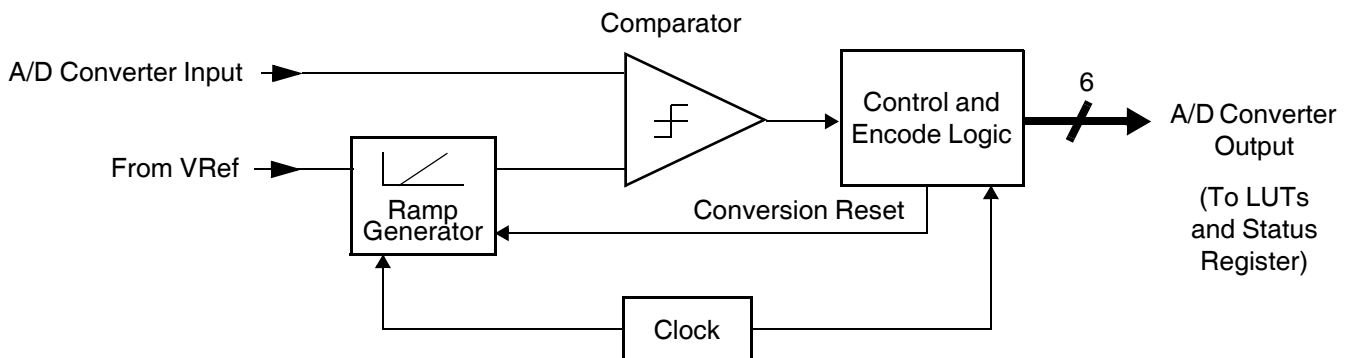 Comparator
A/D Converter Input
From VRef
Ramp
Generator
Control and
Encode Logic
6
A/D Converter
Output
(To LUTs
and Status
Register)
Conversion Reset
Clock